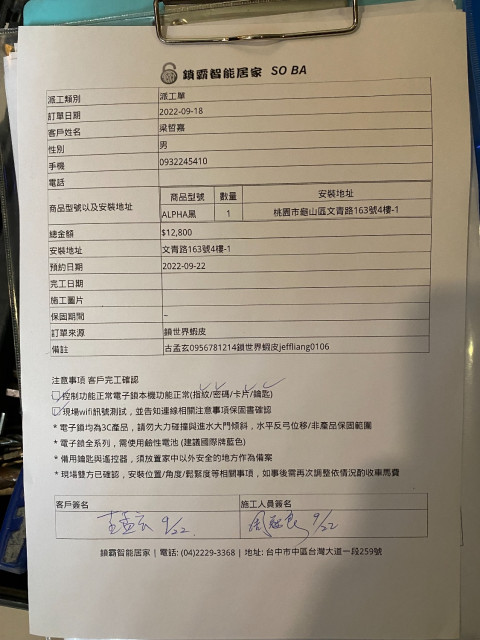 鎖霸智能居家 SO BA
派工類別 派工單
訂單日期 2022-09-18
客戶姓名 梁哲嘉
性別 男
手機 0932245410
電話
商品型號以及安裝地址 商品型號 數量 安裝地址
ALPHA黑 1 桃園市龜山區文青路163號4樓-1
總金額 $12,800
安裝地址 文青路163號4樓-1
預約日期 2022-09-22
完工日期
施工圖片
保固期間 –
訂單來源 鎖世界蝦皮
備註 古孟玄0956781214鎖世界蝦皮jeffliang0106
注意事項 客戶完工確認
控制功能正常電子鎖本機功能正常(指紋/密碼/卡片/鑰匙)
現場wifi訊號測試，並告知連線相關注意事項保固書確認
* 電子鎖均為3C產品，請勿大力碰撞與進水大門傾斜，水平反弓位移/非產品保固範圍
* 電子鎖全系列，需使用鹼性電池 (建議國際牌藍色)
* 備用鑰匙與遙控器，須放置家中以外安全的地方作為備案
* 現場雙方已確認，安裝位置/角度/鬆緊度等相關事項，如事後需再次調整依情況酌收車馬費
客戶簽名 施工人員簽名
9/22 9/22
鎖霸智能居家 | 電話: (04)2229-3368 | 地址: 台中市中區台灣大道一段259號